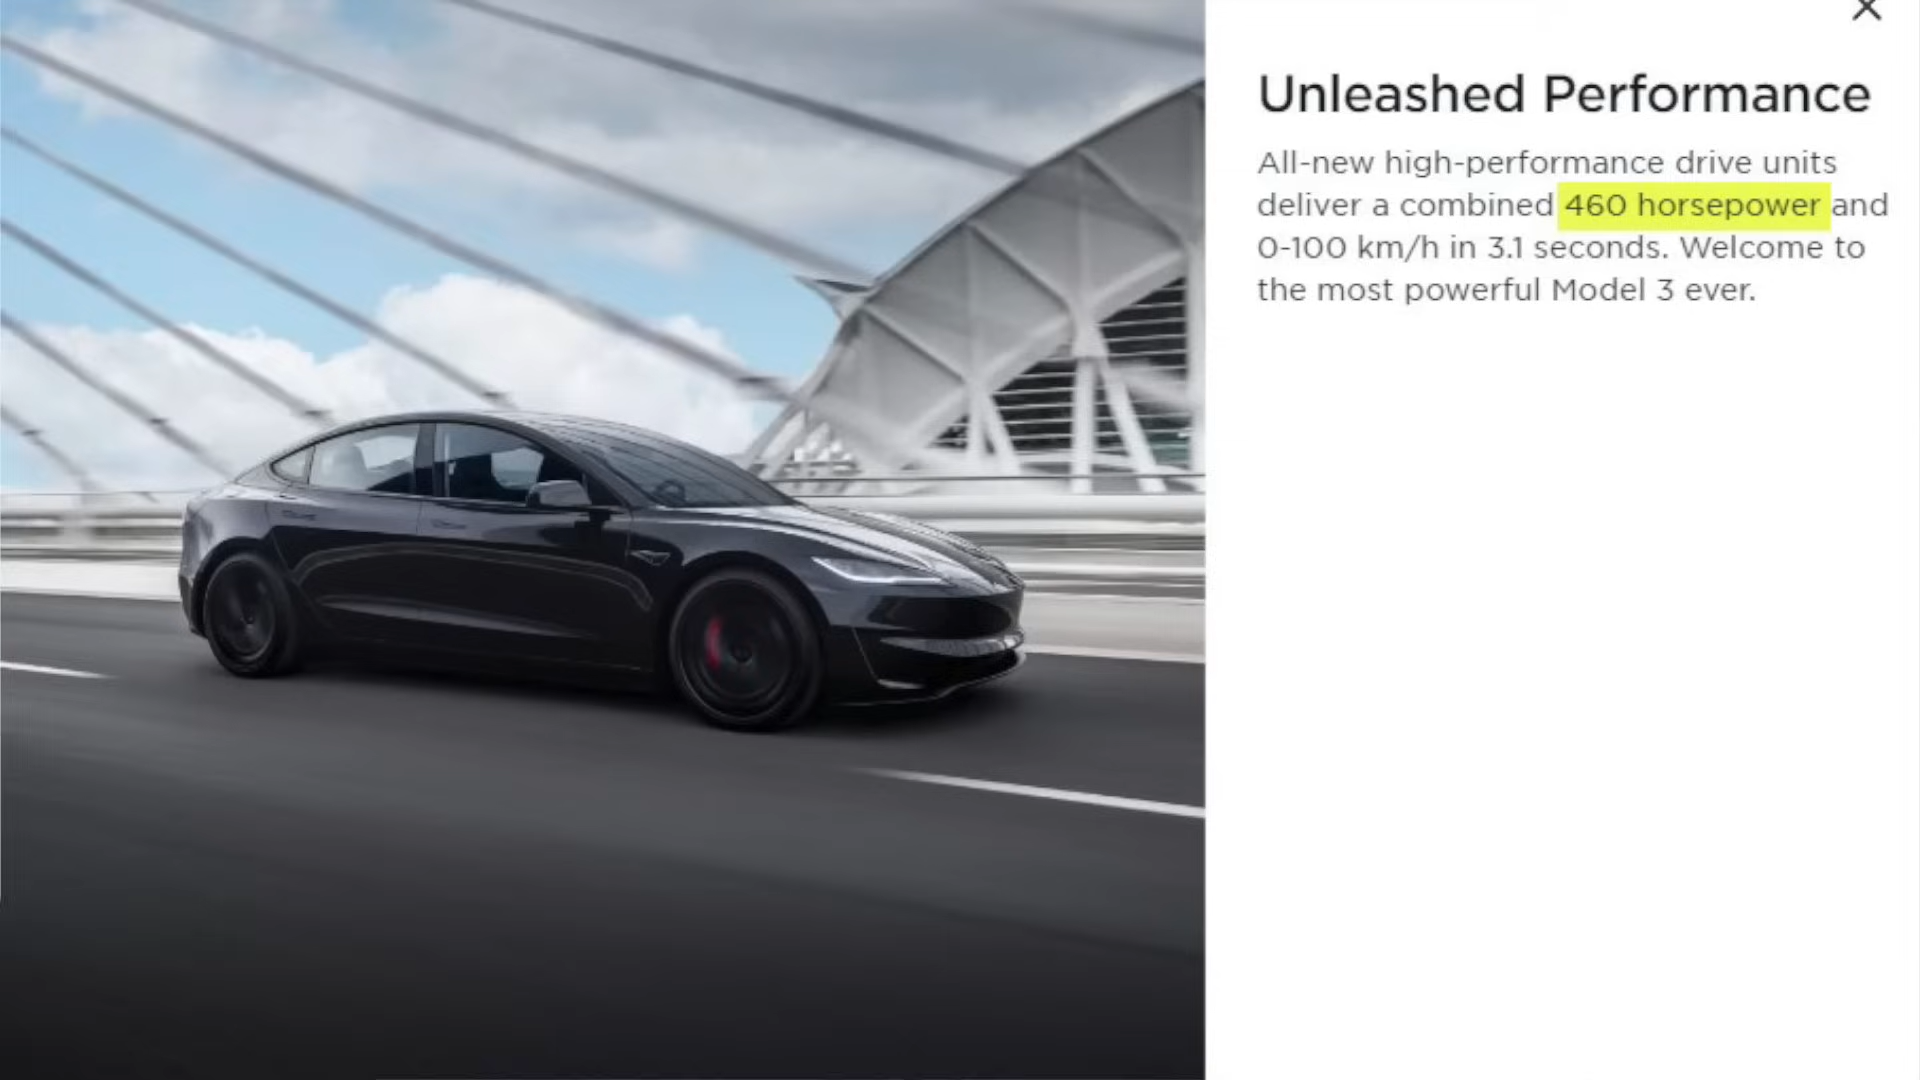 Unleashed Performance
All-new high-performance drive units
deliver a combined 460 horsepower and
0-100 km/h in 3.1 seconds. Welcome to
the most powerful Model 3 ever.